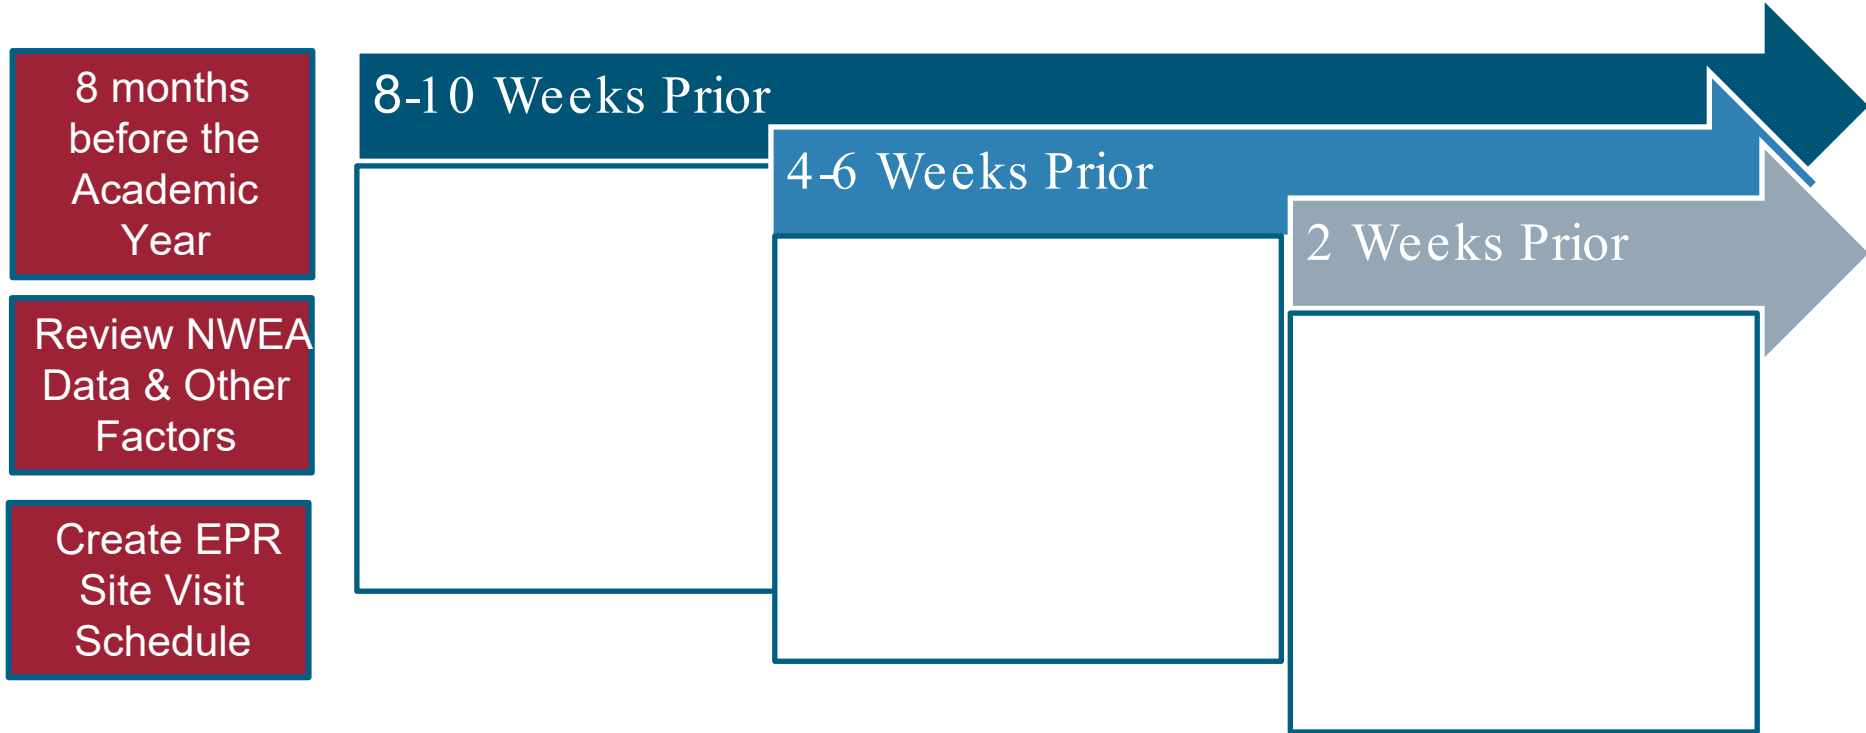 8 months
before the
Academic
Year
Review NWEA
Data & Other
Factors
Create EPR
Site Visit
Schedule
8-10 Weeks Prior
4-6 Weeks Prior
2 Weeks Prior